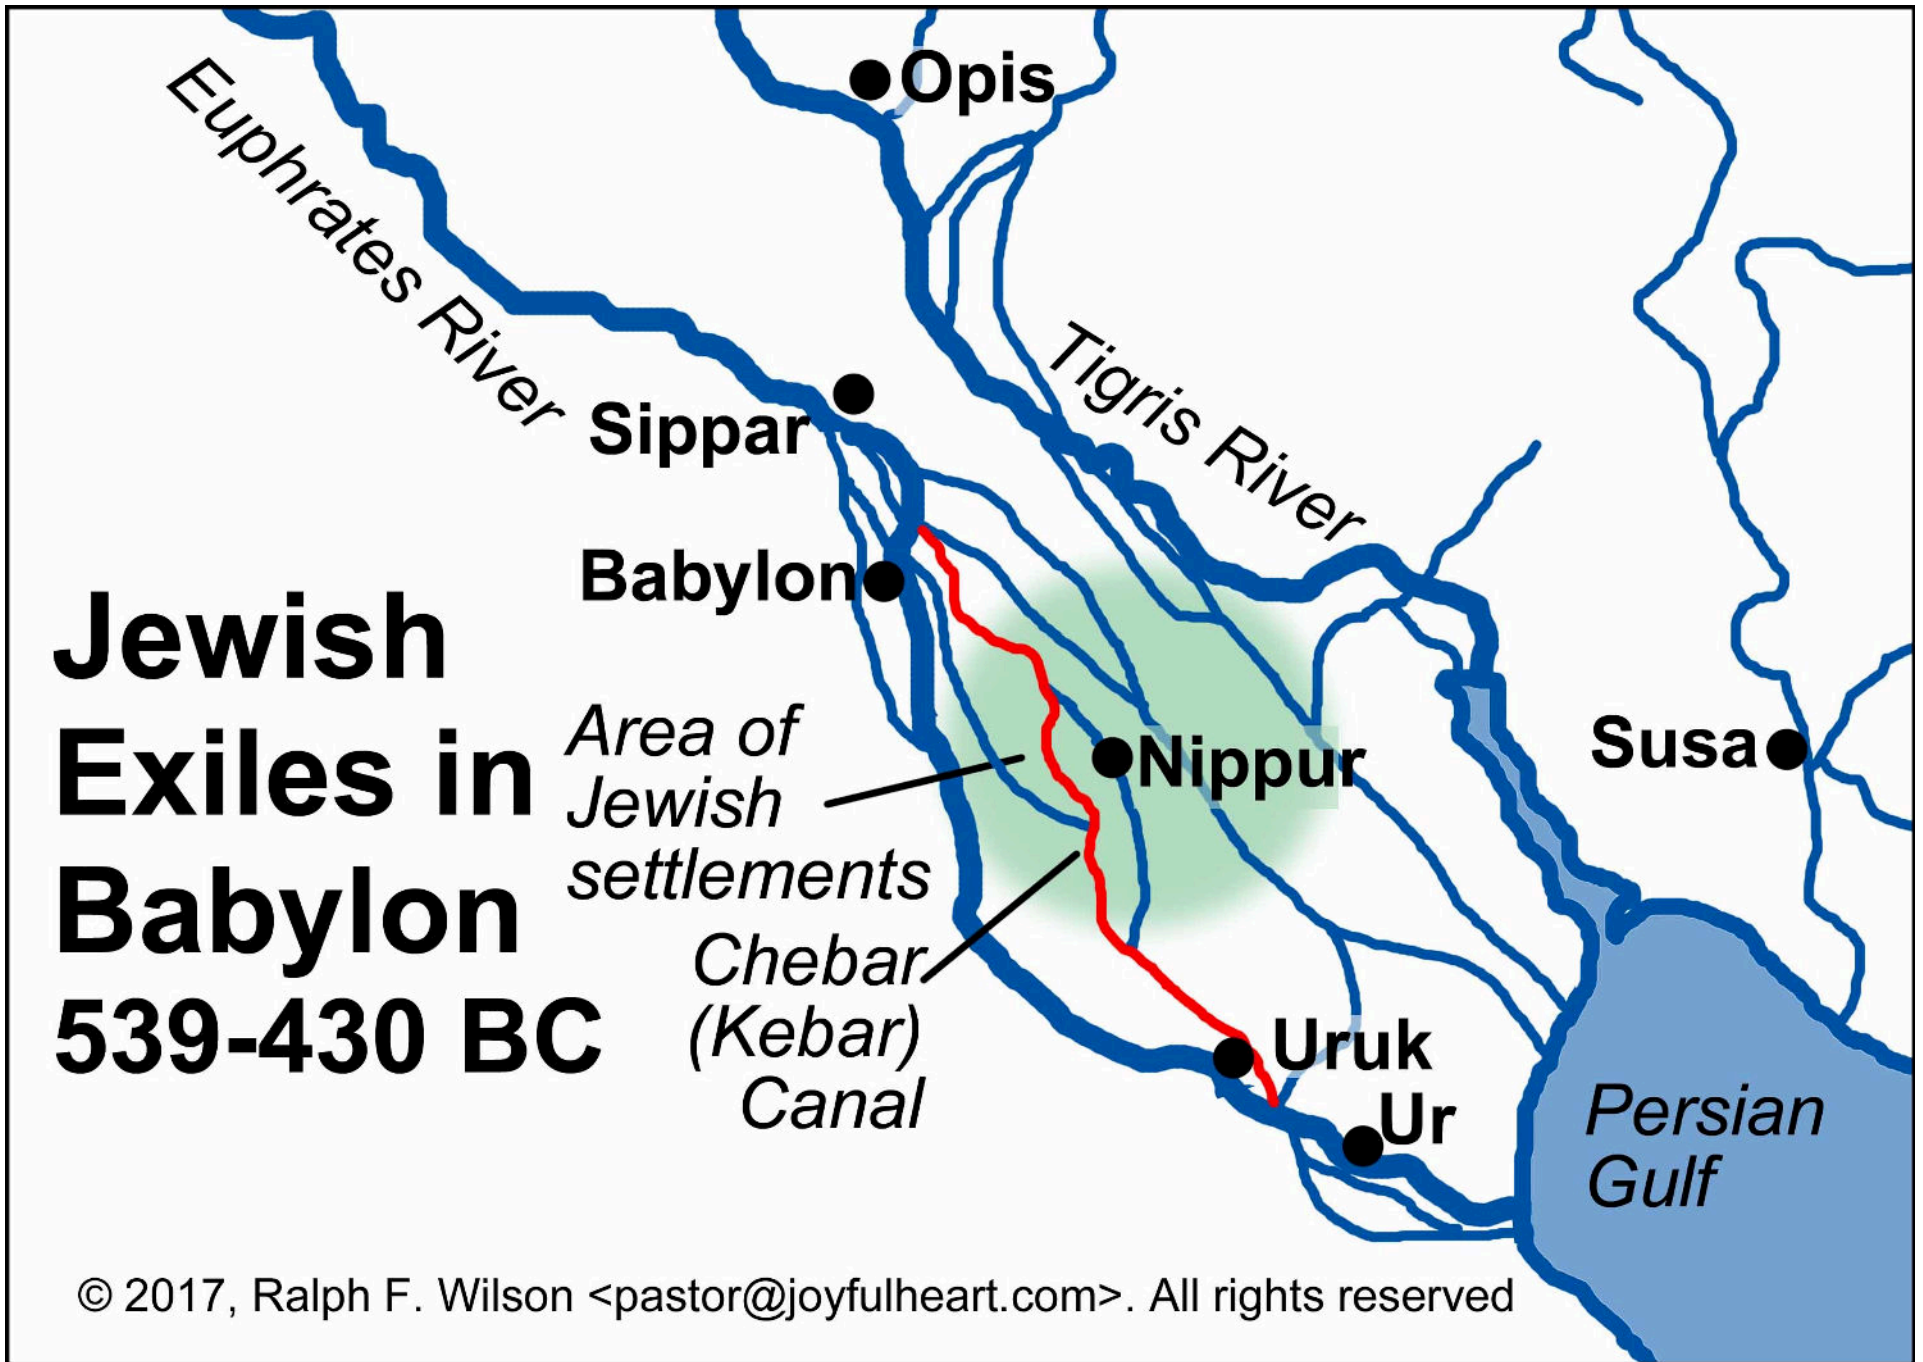 Opis
Euphrates River
Tigris River
Sippar
Babylon
Jewish
Exiles in
Babylon
539-430 BC
Area of
Jewish
settlements
Nippur
Susa
Chebar
(Kebar)
Canal
Uruk
Ur
Persian
Gulf
© 2017, Ralph F. Wilson <pastor@joyfulheart.com>. All rights reserved